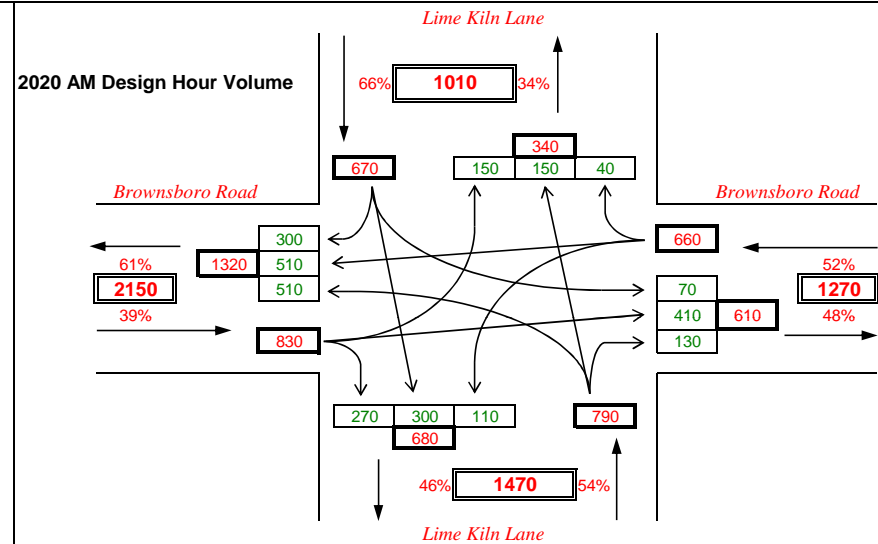 Lime Kiln Lane
2020 AM Design Hour Volume
66% 1010 34%
340
670 150 150 40
Brownsboro Road Brownsboro Road
300 660
61% 1320 510 52%
2150 510 70 1270
39% 410 610 48%
830 130
270 300 110 790
680
46% 1470 54%
Lime Kiln Lane